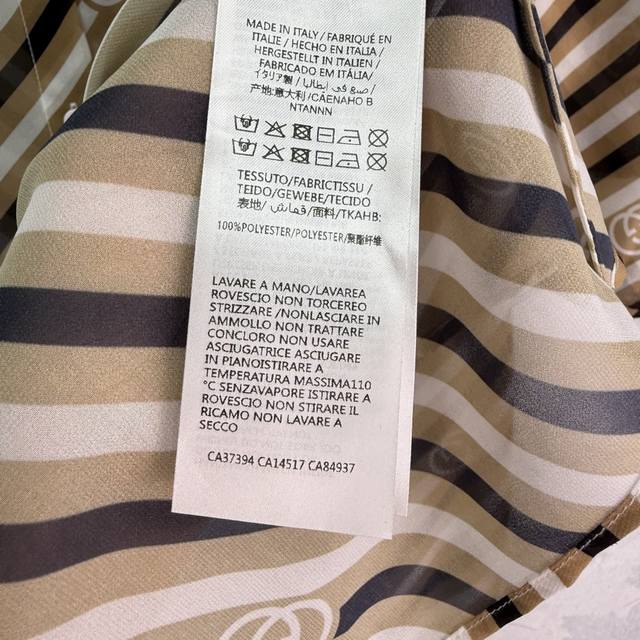 MADE IN ITALY / FABRIQUÉ EN
ITALIE / HECHO EN ITALIA /
HERGESTELLT IN ITALIEN /
FABRICADO EM ITÁLIA/
イタリア製 / صنع في ايطاليا /
产地:意大利 /CAENAHO B
NTANNN
TESSUTO/FABRICTISSU /
TEIDO/GEWEBE/TECIDO
表地/ قماش /面料/TKAHB:
100%POLYESTER/POLYESTER/聚酯纤维
LAVARE A MANO/LAVAREA
ROVESCIO NON TORCEREO
STRIZZARE /NONLASCIARE IN
AMMOLLO NON TRATTARE
CONCLORO NON USARE
ASCIUGATRICE ASCIUGARE
IN PIANOISTIRARE A
TEMPERATURA MASSIMA110
°C SENZAVAPORE ISTIRARE A
ROVESCIO NON STIRARE IL
RICAMO NON LAVARE A
SECCO
CA37394 CA14517 CA84937